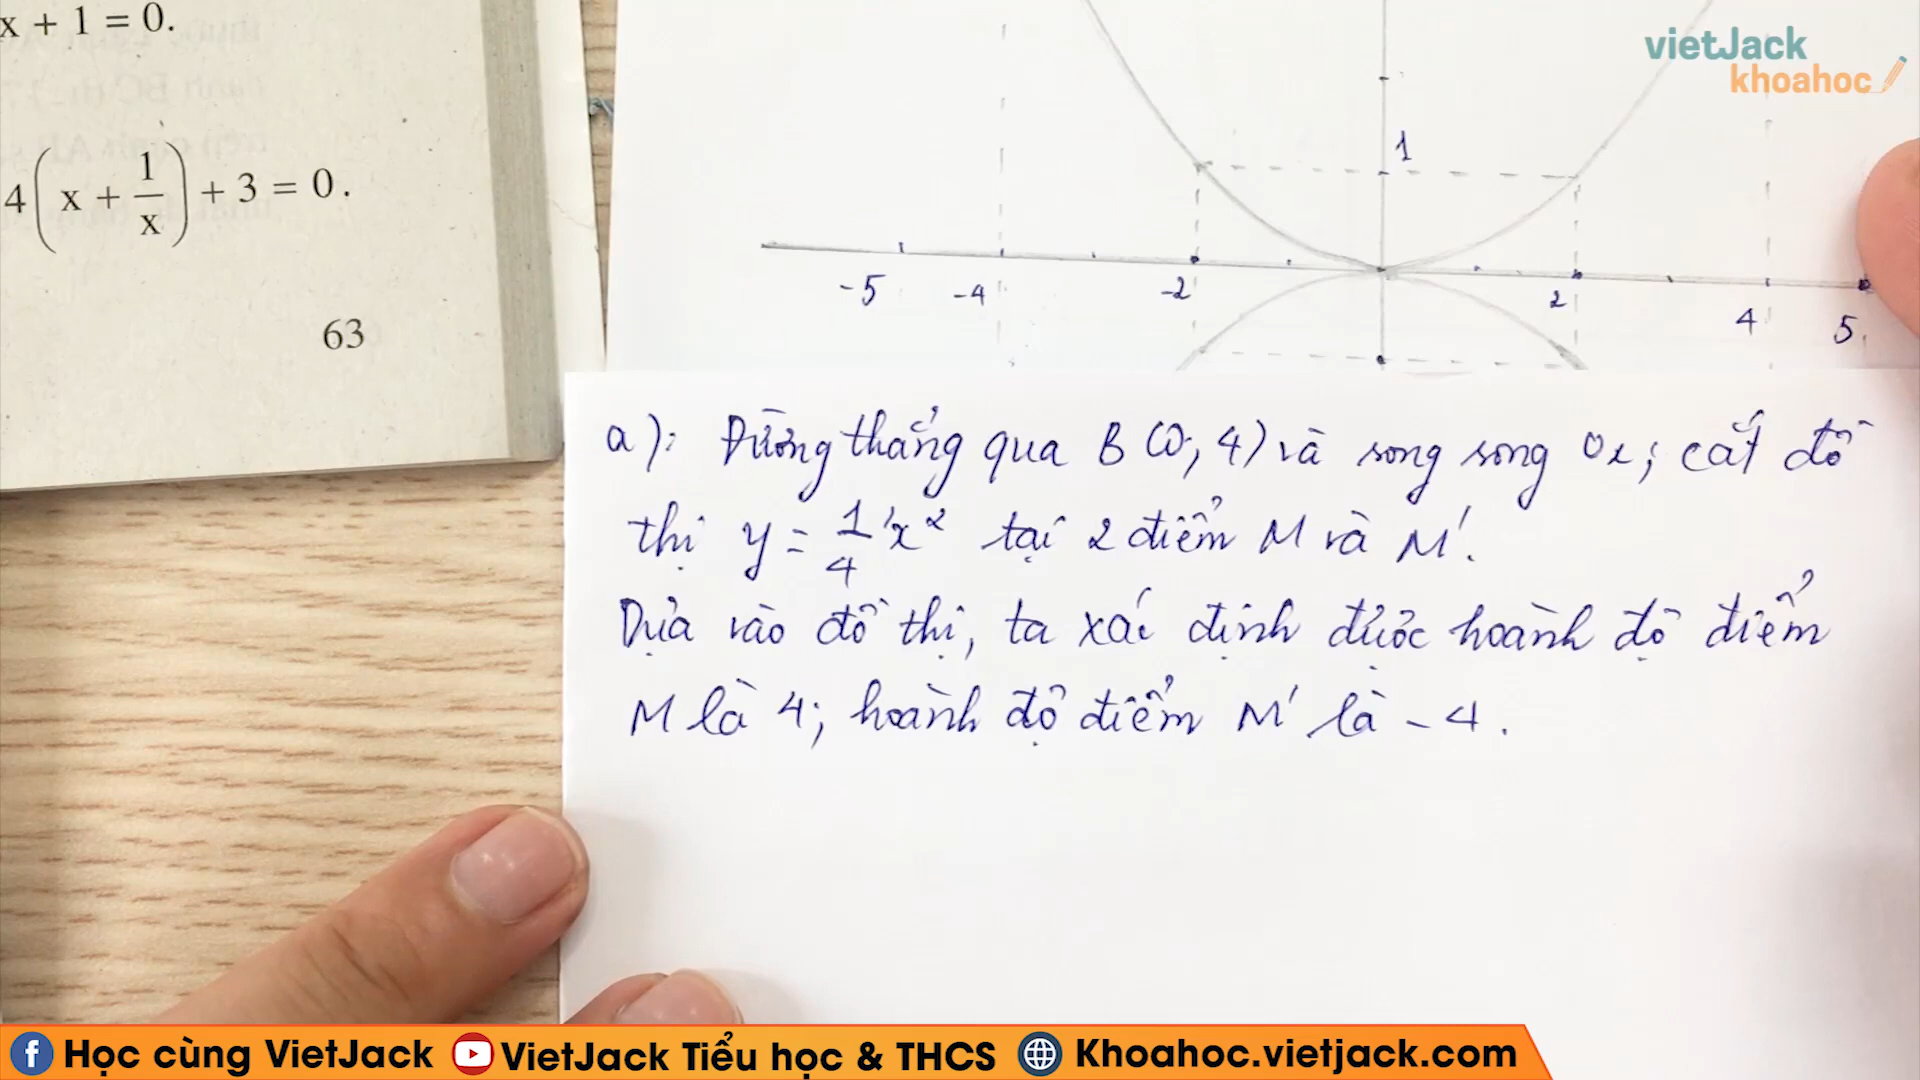 x + 1 = 0.
4(x + 1/x) + 3 = 0.
63
vietJack
khoahoc
1
-5 -4 -2 2 4 5
a): Đường thẳng qua B(0; 4) và song song Ox; cắt đồ
thị y = 1/4 x² tại 2 điểm M và M'.
Dựa vào đồ thị, ta xác định được hoành độ điểm
M là 4; hoành độ điểm M' là -4.
Học cùng VietJack VietJack Tiểu học & THCS Khoahoc.vietjack.com